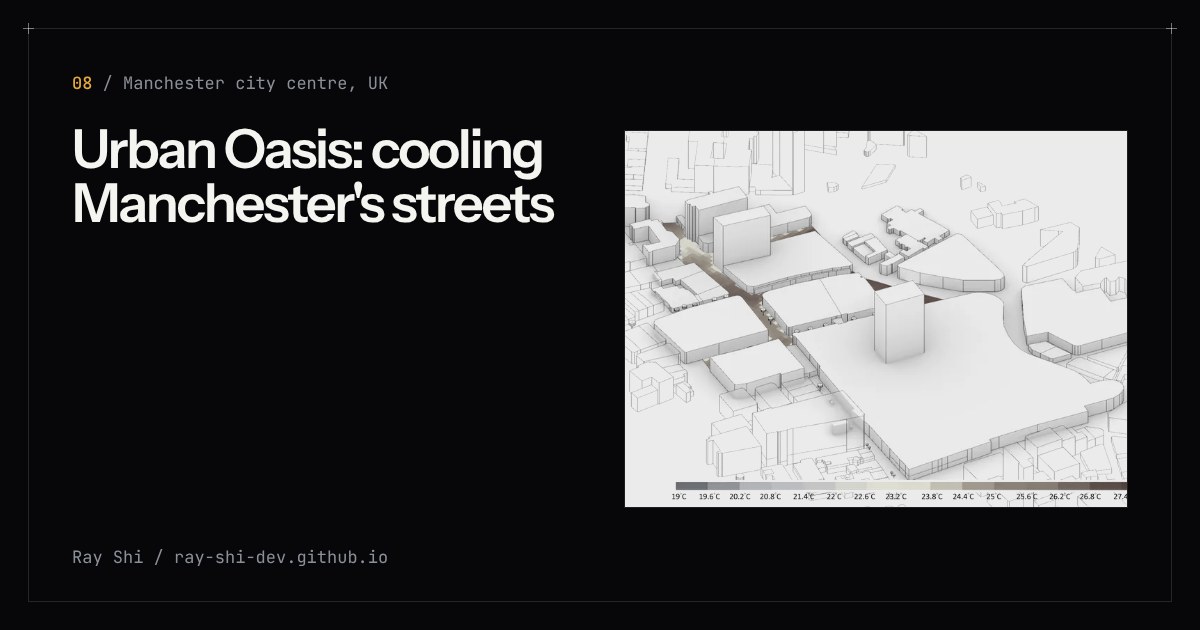 08 / Manchester city centre, UK
Urban Oasis: cooling
Manchester's streets
19°C 19.6°C 20.2°C 20.8°C 21.4°C 22°C 22.6°C 23.2°C 23.8°C 24.4°C 25°C 25.6°C 26.2°C 26.8°C 27.4
Ray Shi / ray-shi-dev.github.io